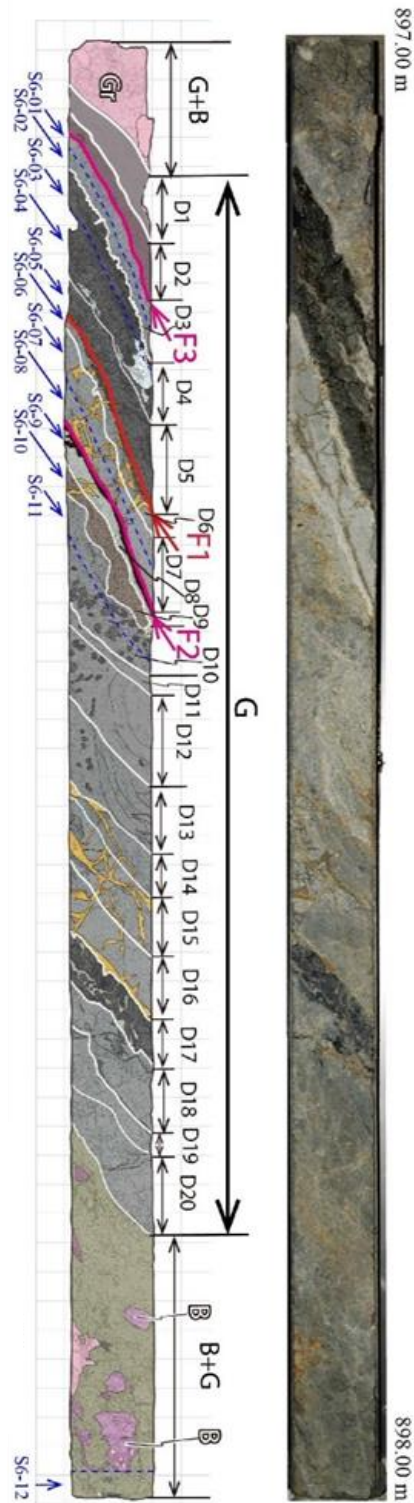 897.00 m
898.00 m
G
G+B
B+G
D1
D2
D3
D4
D5
D6
D7
D8
D9
D10
D11
D12
D13
D14
D15
D16
D17
D18
D19
D20
F3
F1
F2
Gr
B
B
S6-01
S6-02
S6-03
S6-04
S6-05
S6-06
S6-07
S6-08
S6-9
S6-10
S6-11
S6-12